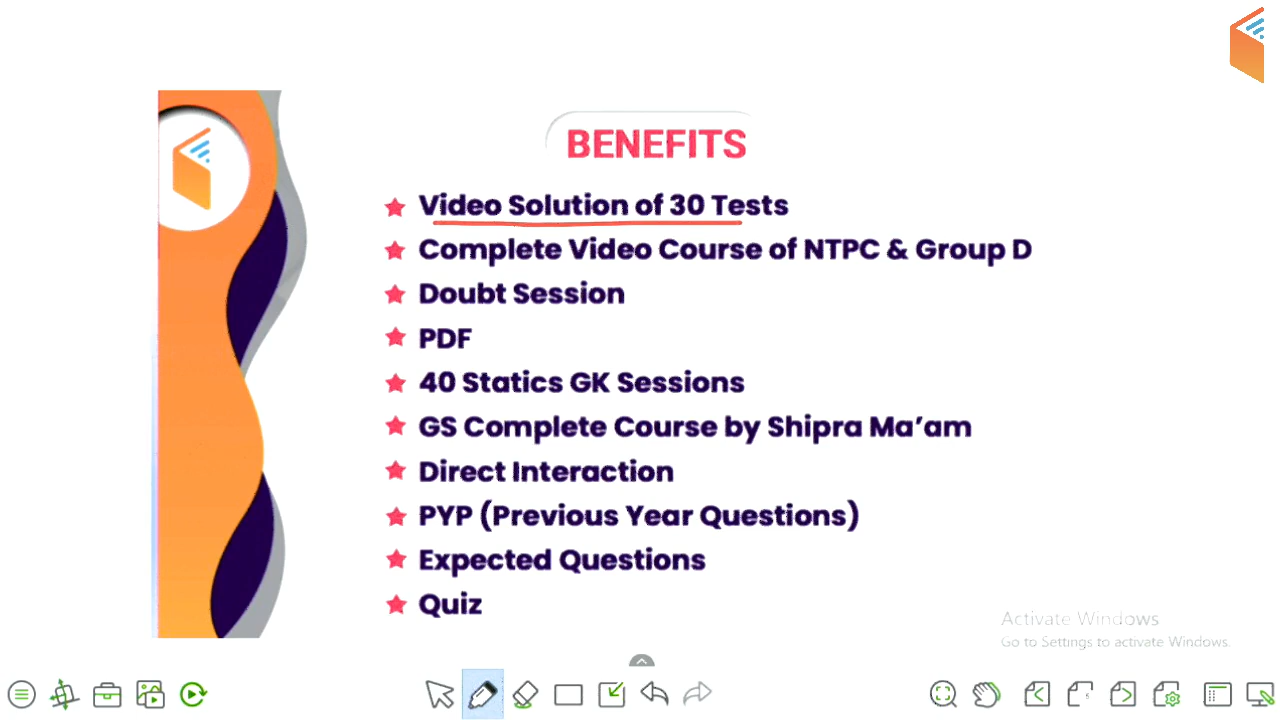 BENEFITS
Video Solution of 30 Tests
Complete Video Course of NTPC & Group D
Doubt Session
PDF
40 Statics GK Sessions
GS Complete Course by Shipra Ma’am
Direct Interaction
PYP (Previous Year Questions)
Expected Questions
Quiz
Activate Windows
Go to Settings to activate Windows.
5